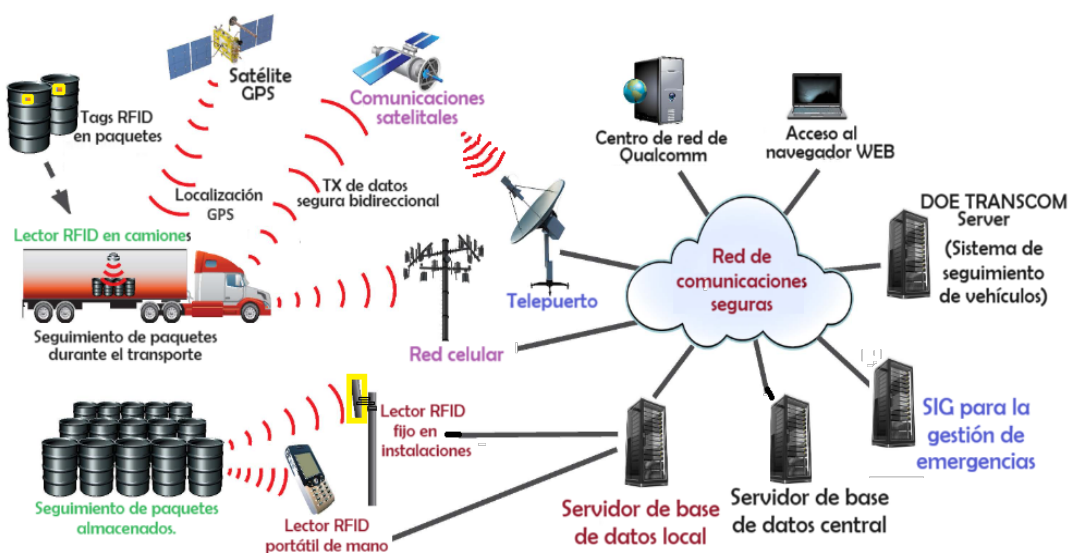 Satélite
GPS
Comunicaciones
satelitales
Tags RFID
en paquetes
Centro de red de
Qualcomm
Acceso al
navegador WEB
Localización
GPS
TX de datos
segura bidireccional
DOE TRANSCOM
Server
(Sistema de
seguimiento
de vehículos)
Lector RFID en camiones
Red de
comunicaciones
seguras
Telepuerto
Seguimiento de paquetes
durante el transporte
Red celular
Lector RFID
fijo en
instalaciones
SIG para la
gestión de
emergencias
Seguimiento de paquetes
almacenados.
Lector RFID
portátil de mano
Servidor de base
de datos local
Servidor de base
de datos central